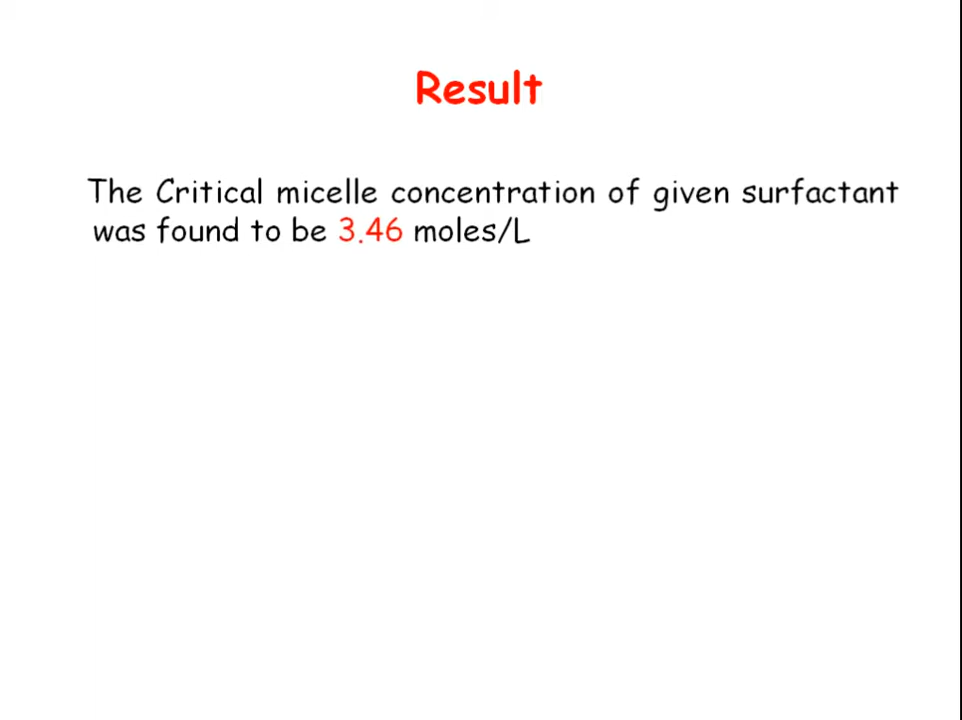 Result
The Critical micelle concentration of given surfactant
was found to be 3.46 moles/L